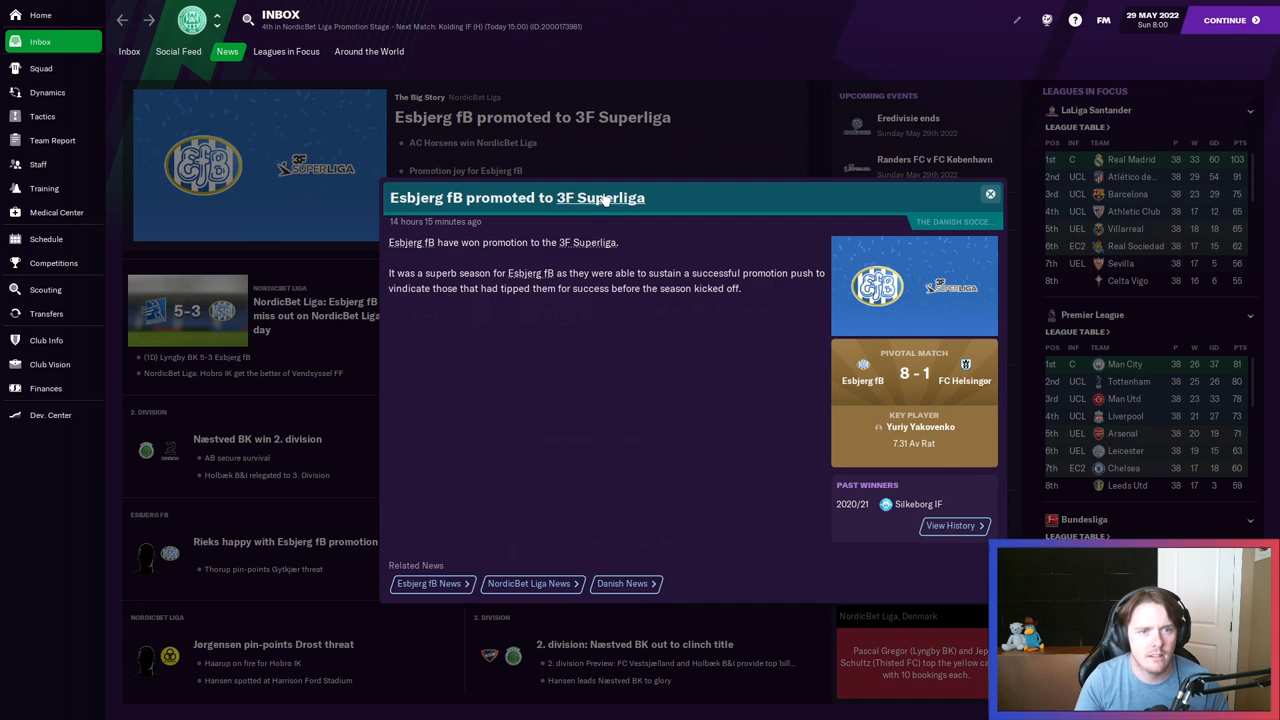 Home
INBOX
4th in NordicBet Liga Promotion Stage - Next Match: Kolding IF (H) (Today 15:00) (ID:2000173981)
FM
29 MAY 2022
Sun 8:00
CONTINUE
Inbox
Squad
Dynamics
Tactics
Team Report
Staff
Training
Medical Center
Schedule
Competitions
Scouting
Transfers
Club Info
Club Vision
Finances
Dev. Center
Inbox
Social Feed
News
Leagues in Focus
Around the World
3F SUPERLIGA
The Big Story NordicBet Liga
Esbjerg fB promoted to 3F Superliga
AC Horsens win NordicBet Liga
Promotion joy for Esbjerg fB
UPCOMING EVENTS
Eredivisie ends
Sunday May 29th 2022
Randers FC v FC København
Sunday May 29th 2022
Esbjerg fB promoted to 3F Superliga
14 hours 15 minutes ago
THE DANISH SOCCE...
Esbjerg fB have won promotion to the 3F Superliga.
It was a superb season for Esbjerg fB as they were able to sustain a successful promotion push to
vindicate those that had tipped them for success before the season kicked off.
PIVOTAL MATCH
Esbjerg fB
8 - 1
FC Helsingør
KEY PLAYER
Yuriy Yakovenko
7.31 Av Rat
PAST WINNERS
2020/21 Silkeborg IF
View History
Related News
Esbjerg fB News
NordicBet Liga News
Danish News
5-3
NORDICBET LIGA
NordicBet Liga: Esbjerg fB
miss out on NordicBet Liga
day
(1D) Lyngby BK 5-3 Esbjerg fB
NordicBet Liga: Hobro IK get the better of Vendsyssel FF
2. DIVISION
Næstved BK win 2. division
AB secure survival
Holbæk B&I relegated to 3. Division
ESBJERG FB
Rieks happy with Esbjerg fB promotion
Thorup pin-points Gytkjær threat
NORDICBET LIGA
Jorgensen pin-points Drost threat
Haarup on fire for Hobro IK
Hansen spotted at Harrison Ford Stadium
2. DIVISION
2. division: Næstved BK out to clinch title
2. division Preview: FC Vestsjælland and Holbæk B&I provide top bill...
Hansen leads Næstved BK to glory
NordicBet Liga, Denmark
Pascal Gregor (Lyngby BK) and Jep
Schultz (Thisted FC) top the yellow ca
with 10 bookings each.
LEAGUES IN FOCUS
LaLiga Santander
LEAGUE TABLE
POS INF TEAM P W GD PTS
1st C Real Madrid 38 33 60 103
2nd UCL Atlético de... 38 29 54 91
3rd UCL Barcelona 38 23 29 75
4th UCL Athletic Club 38 17 12 65
5th UEL Villarreal 38 18 11 65
6th EC2 Real Sociedad 38 17 15 62
7th UEL Sevilla 38 16 5 56
8th Celta Vigo 38 16 6 55
Premier League
LEAGUE TABLE
POS INF TEAM P W GD PTS
1st C Man City 38 26 37 81
2nd UCL Tottenham 38 25 26 80
3rd UCL Man Utd 38 23 33 78
4th UCL Liverpool 38 21 27 73
5th UEL Arsenal 38 20 19 71
6th UEL Leicester 38 19 15 63
7th EC2 Chelsea 38 17 18 60
8th Leeds Utd 38 17 3 59
Bundesliga
LEAGUE TABLE